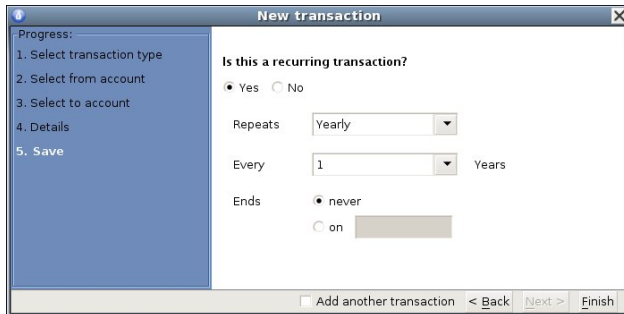 New transaction
Progress:
1. Select transaction type
2. Select from account
3. Select to account
4. Details
5. Save
Is this a recurring transaction?
Yes No
Repeats Yearly
Every 1 Years
Ends never
on
Add another transaction < Back Next > Finish